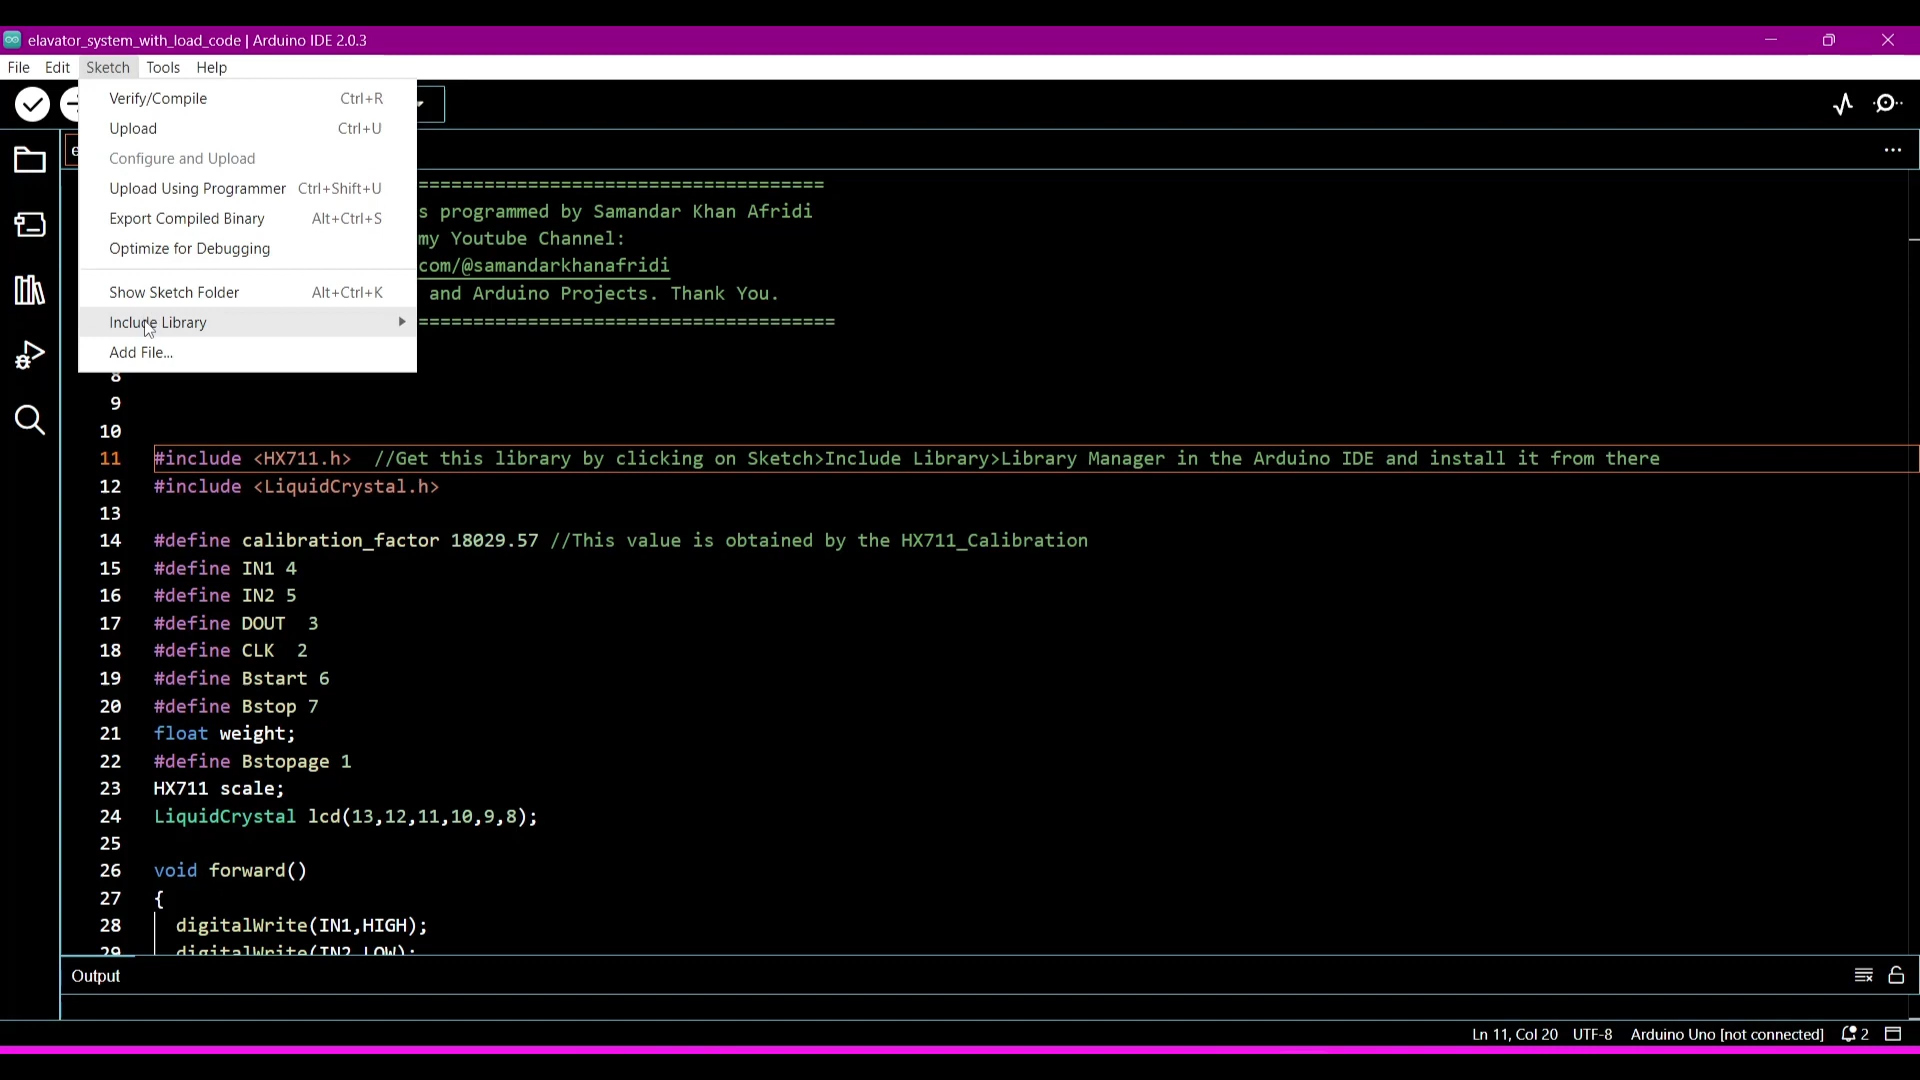 elavator_system_with_load_code | Arduino IDE 2.0.3
File Edit Sketch Tools Help
Verify/Compile Ctrl+R
Upload Ctrl+U
Configure and Upload
Upload Using Programmer Ctrl+Shift+U
Export Compiled Binary Alt+Ctrl+S
Optimize for Debugging
Show Sketch Folder Alt+Ctrl+K
Include Library
Add File...
=====================================
s programmed by Samandar Khan Afridi
my Youtube Channel:
com/@samandarkhanafridi
and Arduino Projects. Thank You.
======================================
8
9
10
11 #include <HX711.h> //Get this library by clicking on Sketch>Include Library>Library Manager in the Arduino IDE and install it from there
12 #include <LiquidCrystal.h>
13
14 #define calibration_factor 18029.57 //This value is obtained by the HX711_Calibration
15 #define IN1 4
16 #define IN2 5
17 #define DOUT 3
18 #define CLK 2
19 #define Bstart 6
20 #define Bstop 7
21 float weight;
22 #define Bstopage 1
23 HX711 scale;
24 LiquidCrystal lcd(13,12,11,10,9,8);
25
26 void forward()
27 {
28 digitalWrite(IN1,HIGH);
29 digitalWrite(IN2,LOW);
Output
Ln 11, Col 20 UTF-8 Arduino Uno [not connected] 2